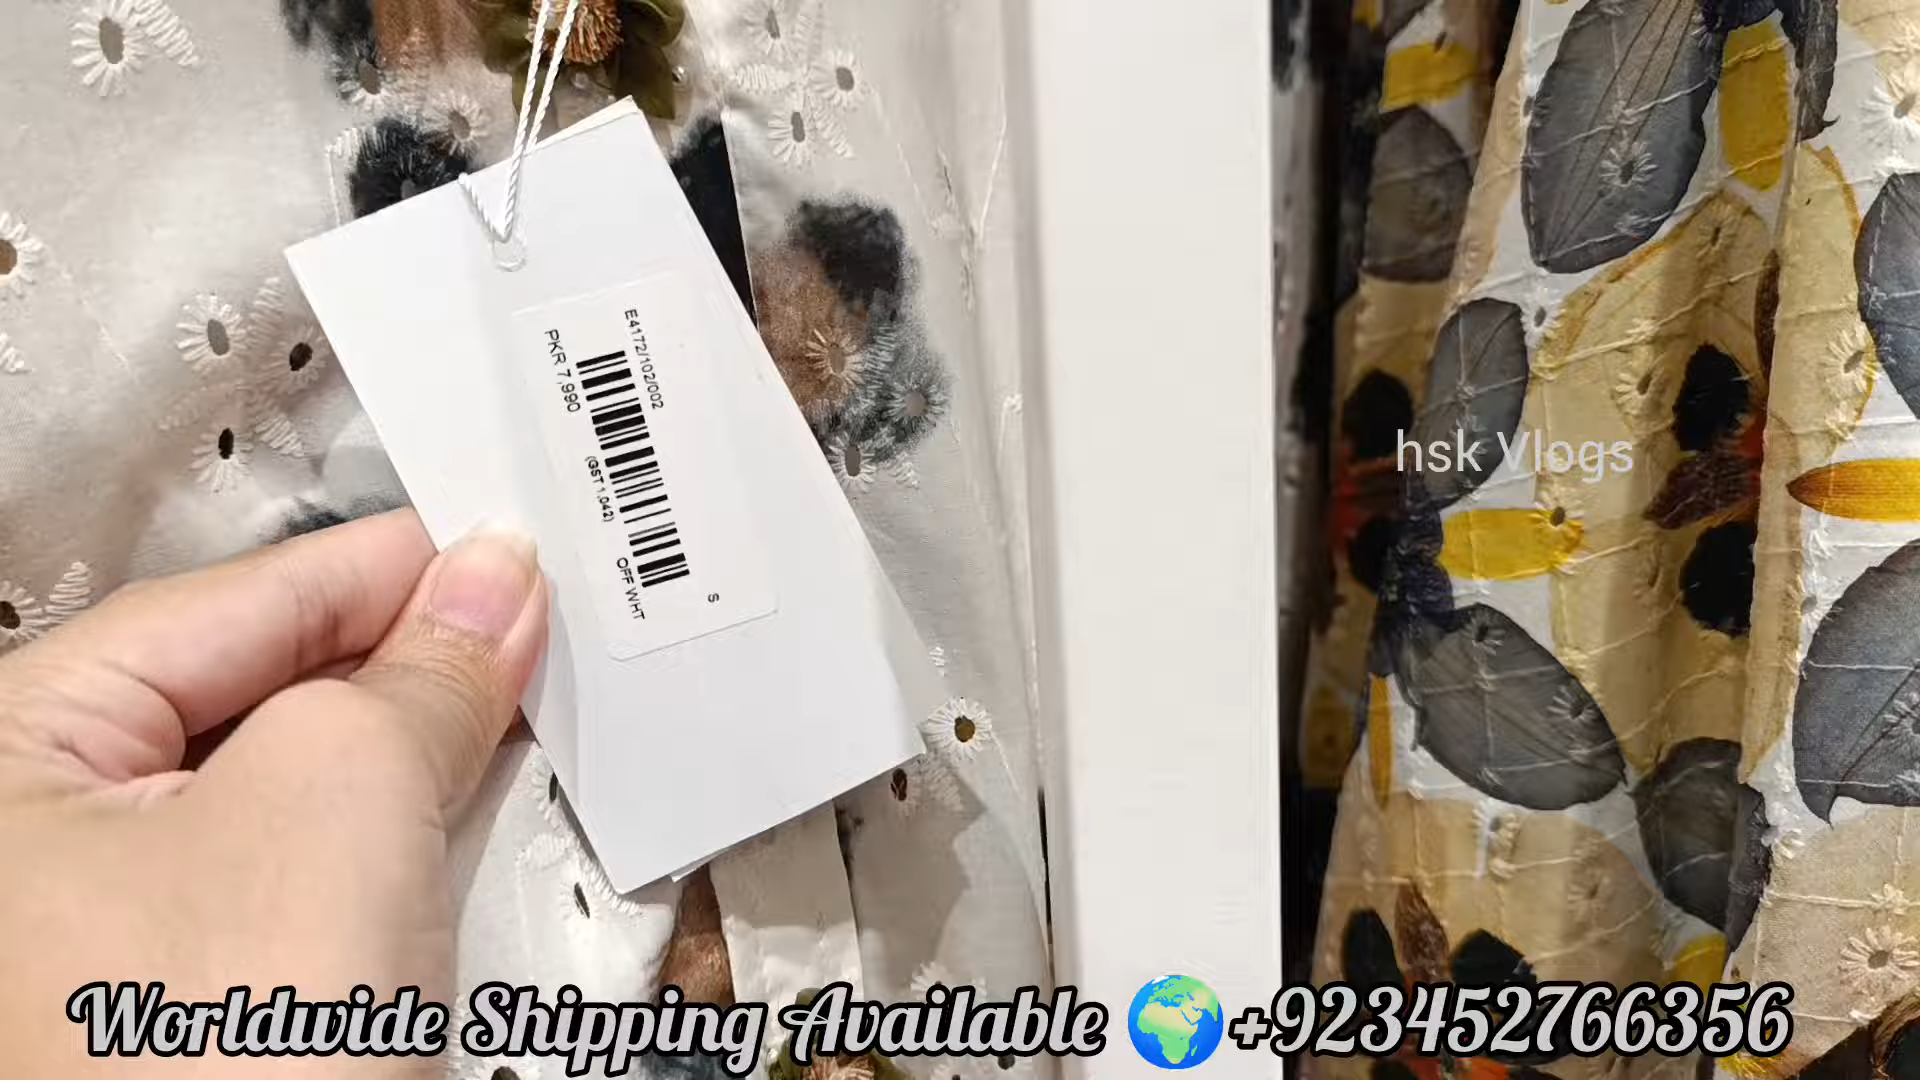 E4172/102/002
S
PKR 7,990
(GST 1,042)
OFF WHT
hsk Vlogs
Worldwide Shipping Available 🌍+923452766356